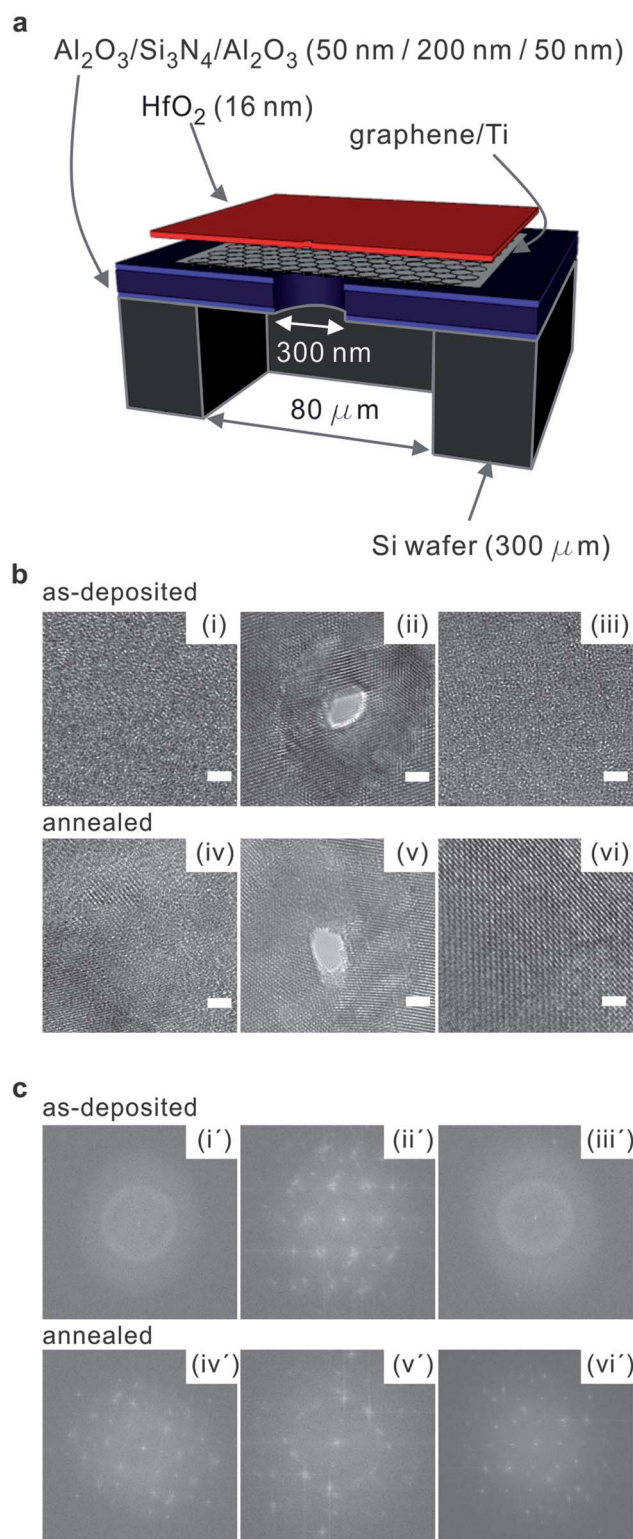 a
Al₂O₃/Si₃N₄/Al₂O₃ (50 nm / 200 nm / 50 nm)
HfO₂ (16 nm)
graphene/Ti
300 nm
80 μm
Si wafer (300 μm)
b
as-deposited
(i) (ii) (iii)
annealed
(iv) (v) (vi)
c
as-deposited
(i´) (ii´) (iii´)
annealed
(iv´) (v´) (vi´)